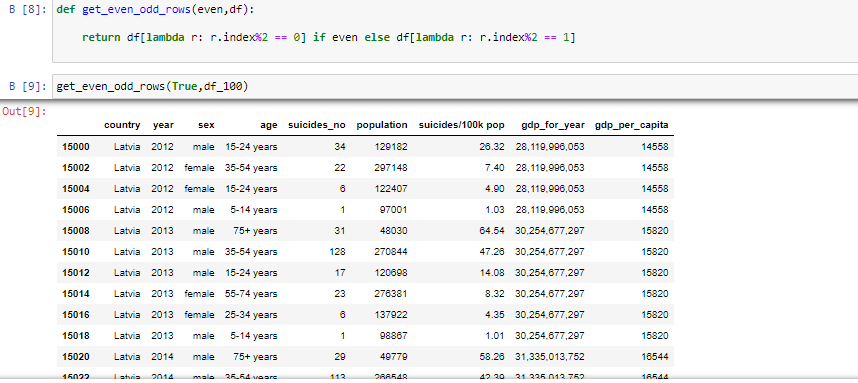 В [8]: def get_even_odd_rows(even,df):
return df[lambda r: r.index%2 == 0] if even else df[lambda r: r.index%2 == 1]
В [9]: get_even_odd_rows(True,df_100)
Out[9]:
country year sex age suicides_no population suicides/100k pop gdp_for_year gdp_per_capita
15000 Latvia 2012 male 15-24 years 34 129182 26.32 28,119,996,053 14558
15002 Latvia 2012 female 35-54 years 22 297148 7.40 28,119,996,053 14558
15004 Latvia 2012 female 15-24 years 6 122407 4.90 28,119,996,053 14558
15006 Latvia 2012 male 5-14 years 1 97001 1.03 28,119,996,053 14558
15008 Latvia 2013 male 75+ years 31 48030 64.54 30,254,677,297 15820
15010 Latvia 2013 male 35-54 years 128 270844 47.26 30,254,677,297 15820
15012 Latvia 2013 male 15-24 years 17 120698 14.08 30,254,677,297 15820
15014 Latvia 2013 female 55-74 years 23 276381 8.32 30,254,677,297 15820
15016 Latvia 2013 female 25-34 years 6 137922 4.35 30,254,677,297 15820
15018 Latvia 2013 male 5-14 years 1 98867 1.01 30,254,677,297 15820
15020 Latvia 2014 male 75+ years 29 49779 58.26 31,335,013,752 16544
15022 Latvia 2014 male 35-54 years 113 266548 42.39 31,335,013,752 16544